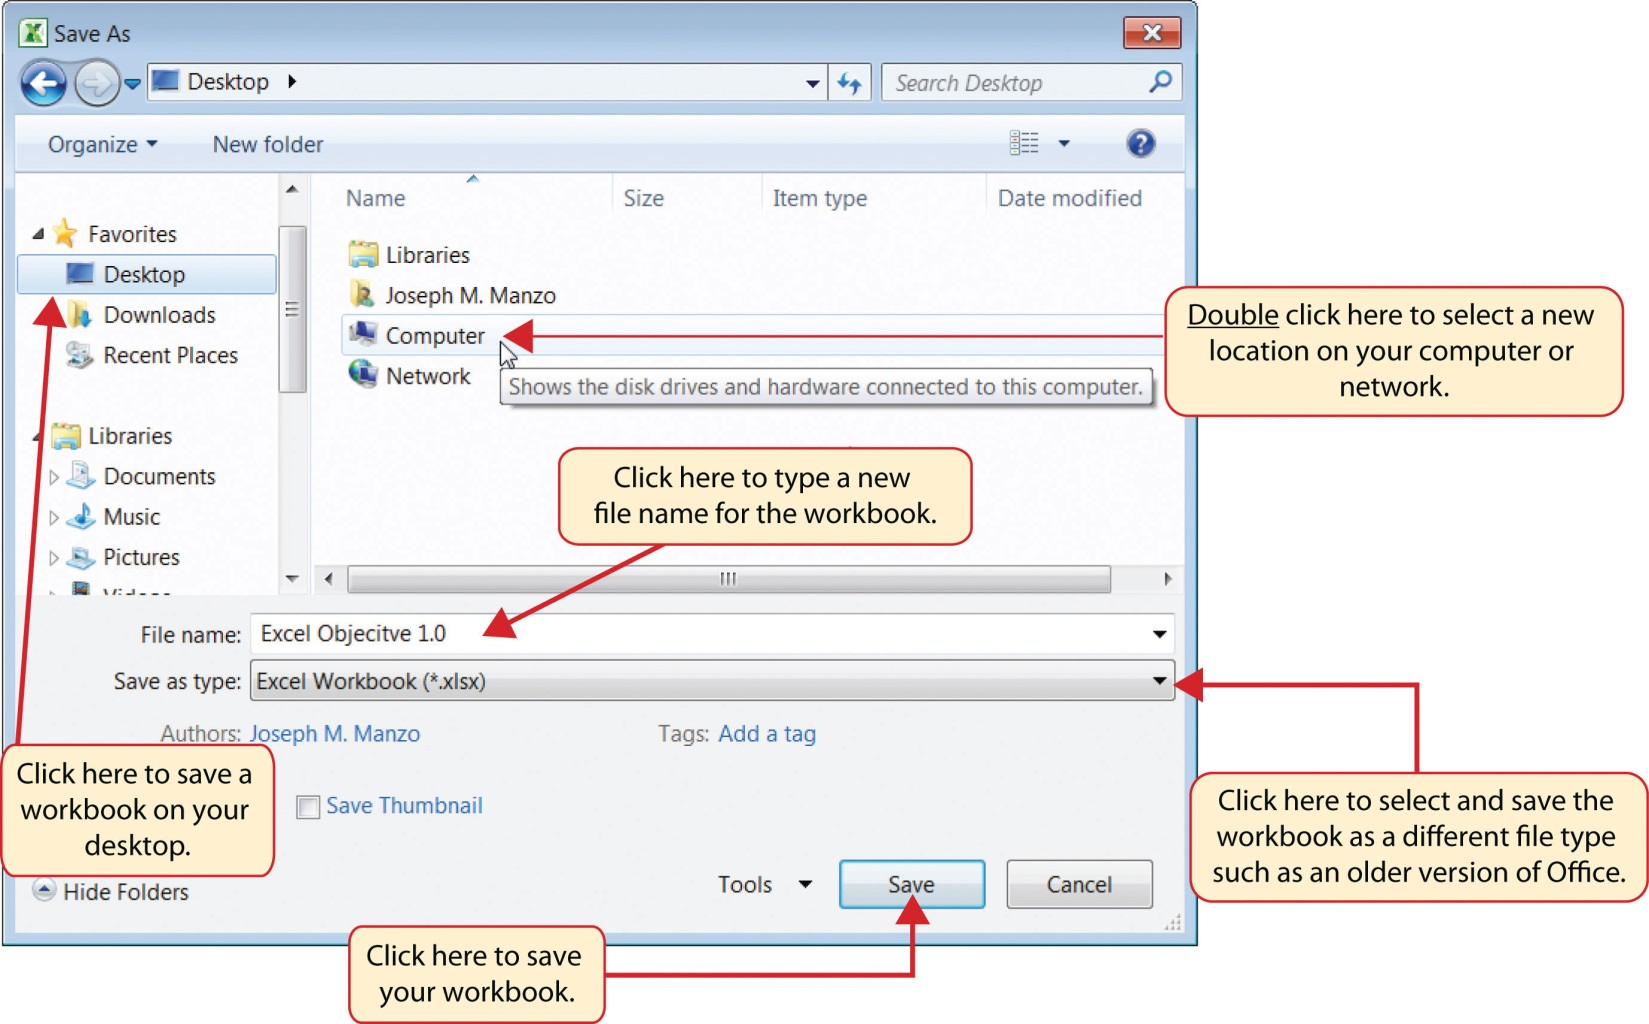 Save As
Desktop
Search Desktop
Organize
New folder
Name
Size
Item type
Date modified
Favorites
Desktop
Downloads
Recent Places
Libraries
Documents
Music
Pictures
Videos
Libraries
Joseph M. Manzo
Computer
Network
Shows the disk drives and hardware connected to this computer.
Double click here to select a new
location on your computer or
network.
Click here to type a new
file name for the workbook.
File name: Excel Objecitve 1.0
Save as type: Excel Workbook (*.xlsx)
Authors: Joseph M. Manzo
Tags: Add a tag
Click here to save a
workbook on your
desktop.
Save Thumbnail
Click here to select and save the
workbook as a different file type
such as an older version of Office.
Hide Folders
Tools
Save
Cancel
Click here to save
your workbook.